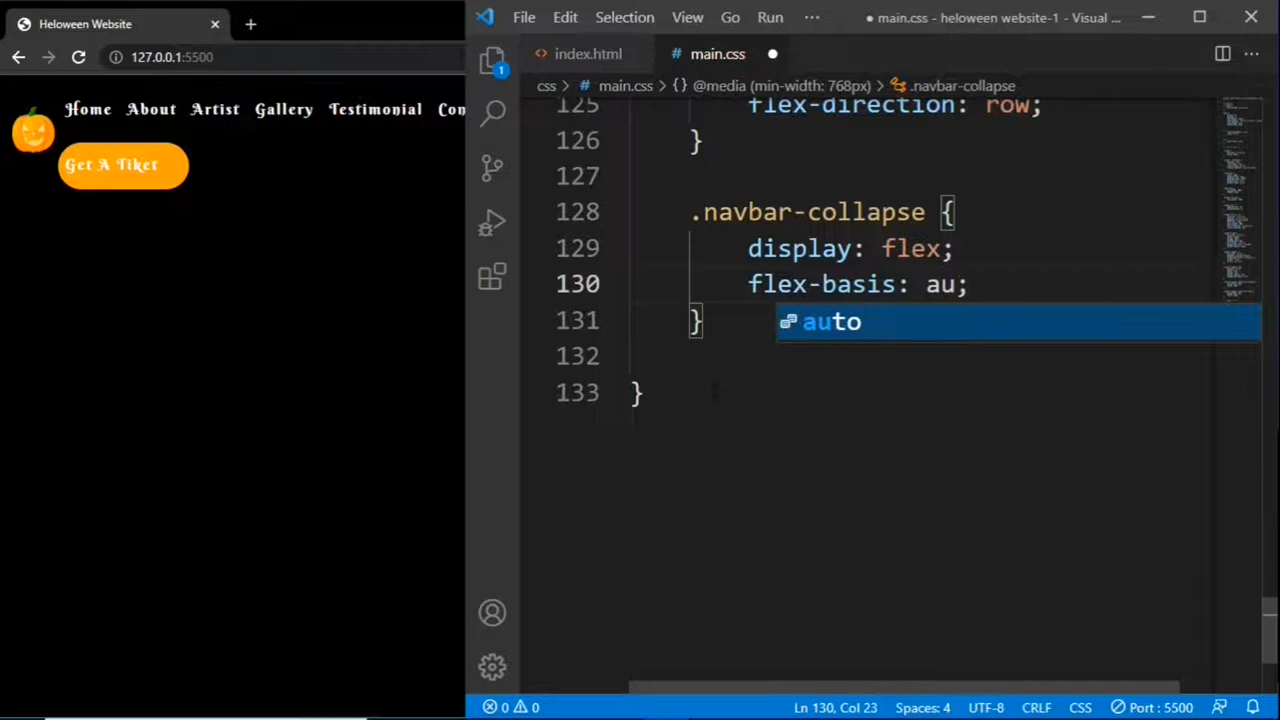 Heloween Website
127.0.0.1:5500
Home About Artist Gallery Testimonial Con
Get A Tiket
File Edit Selection View Go Run ··· ● main.css - heloween website-1 - Visual ...
1
index.html # main.css ●
css > # main.css > {} @media (min-width: 768px) > .navbar-collapse
125 flex-direction: row;
126 }
127
128 .navbar-collapse {
129 display: flex;
130 flex-basis: au;
auto
131 }
132
133 }
0 0 Ln 130, Col 23 Spaces: 4 UTF-8 CRLF CSS Port : 5500